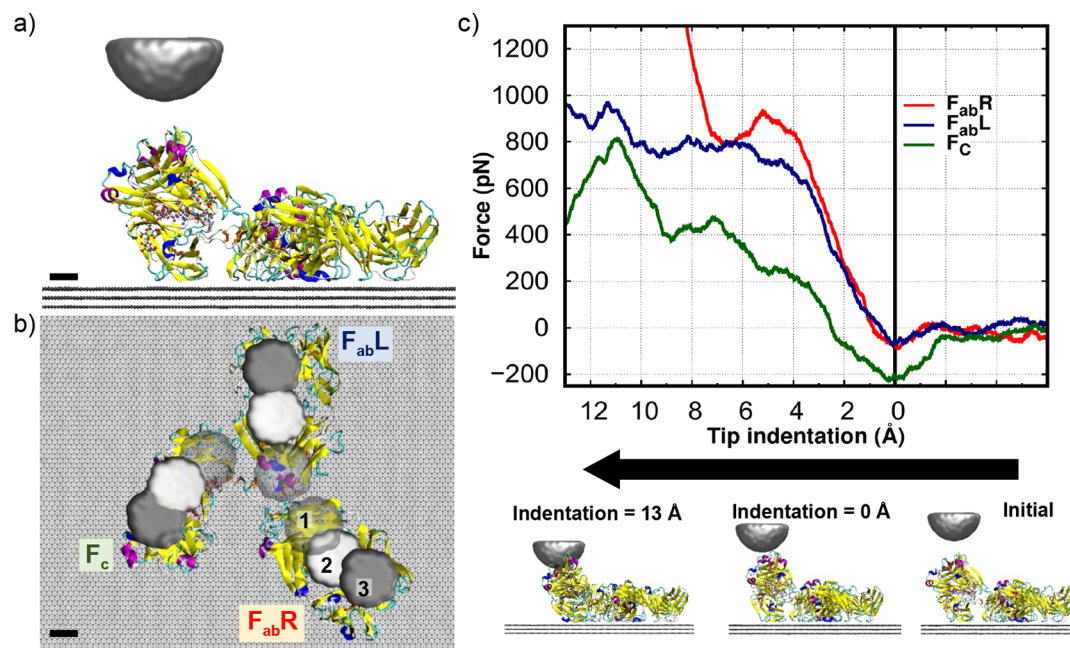 a)
b)
FabL
Fc
1
2
3
FabR
c)
1200
1000
800
600
400
200
0
−200
Force (pN)
FabR
FabL
FC
12 10 8 6 4 2 0
Tip indentation (Å)
Indentation = 13 Å
Indentation = 0 Å
Initial